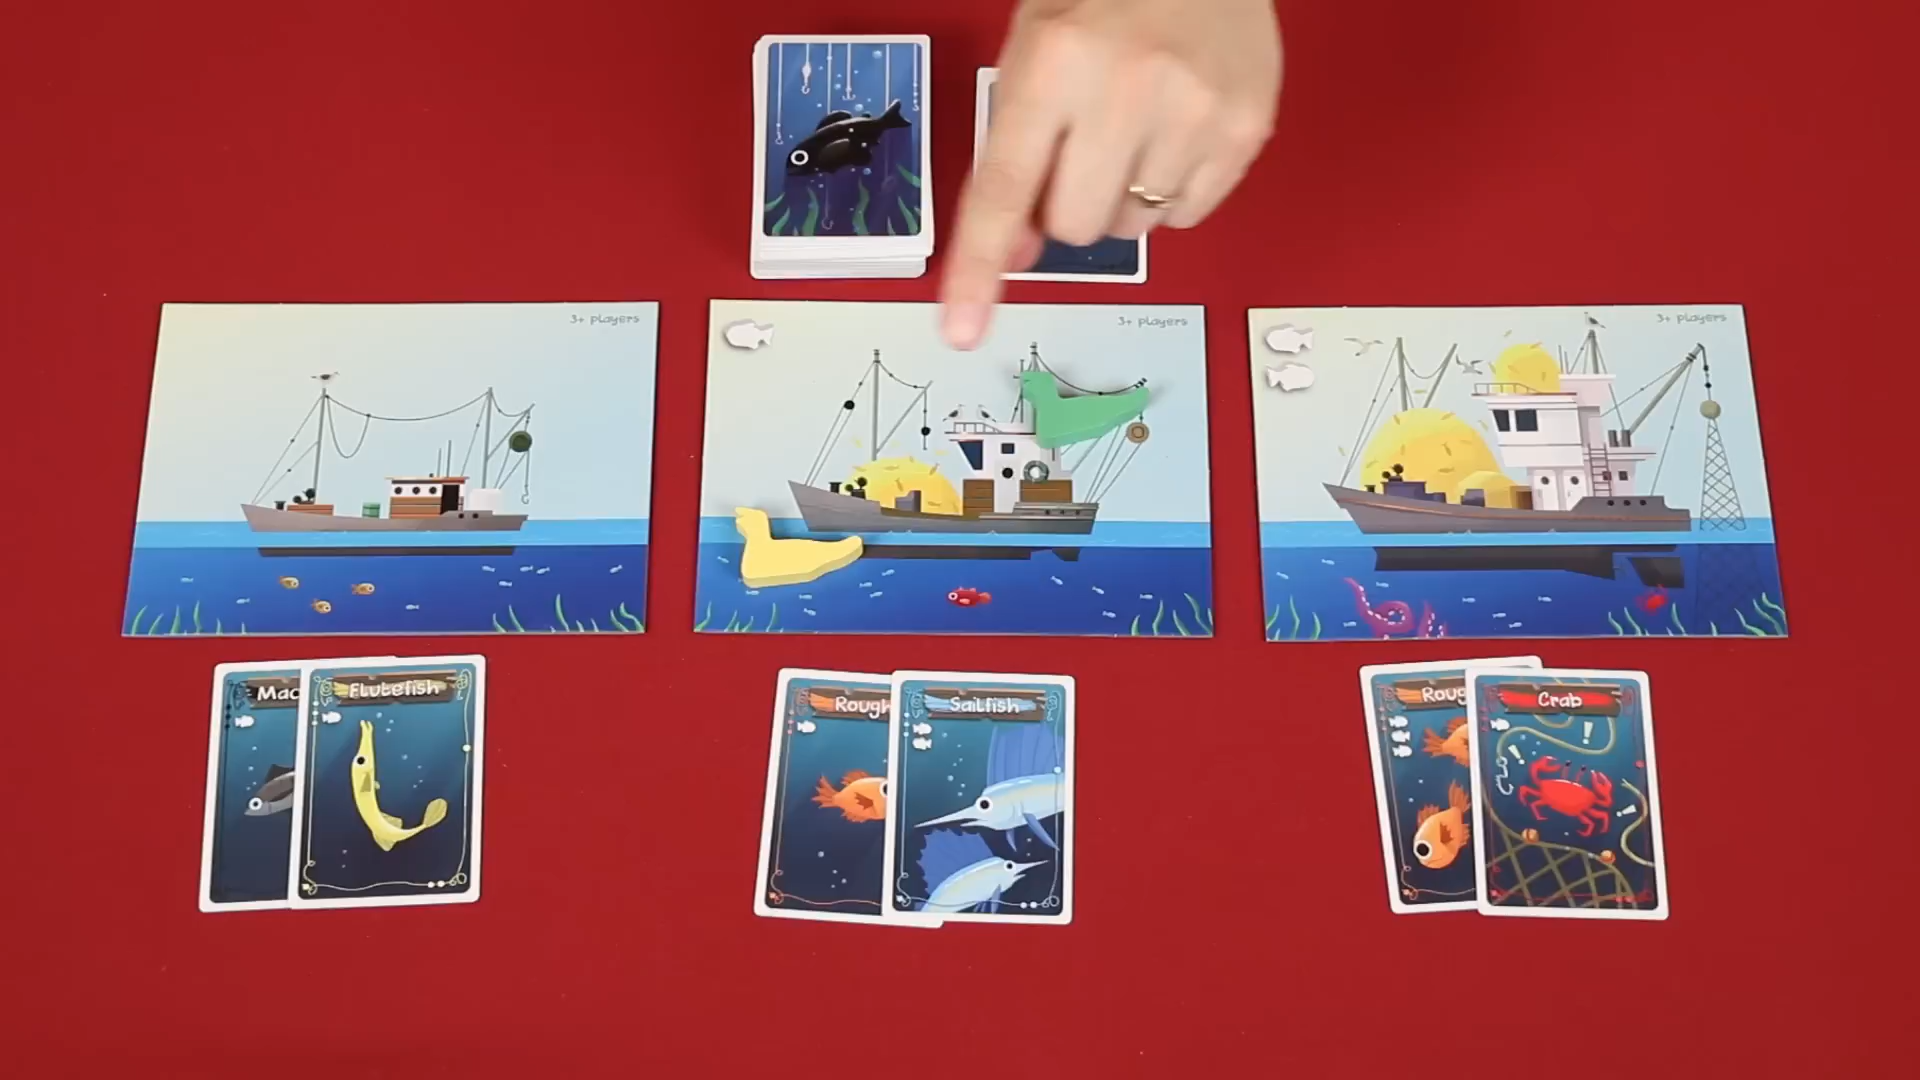 3+ players
3+ players
3+ players
Mac
Flutefish
Rough
Sailfish
Roug
Crab